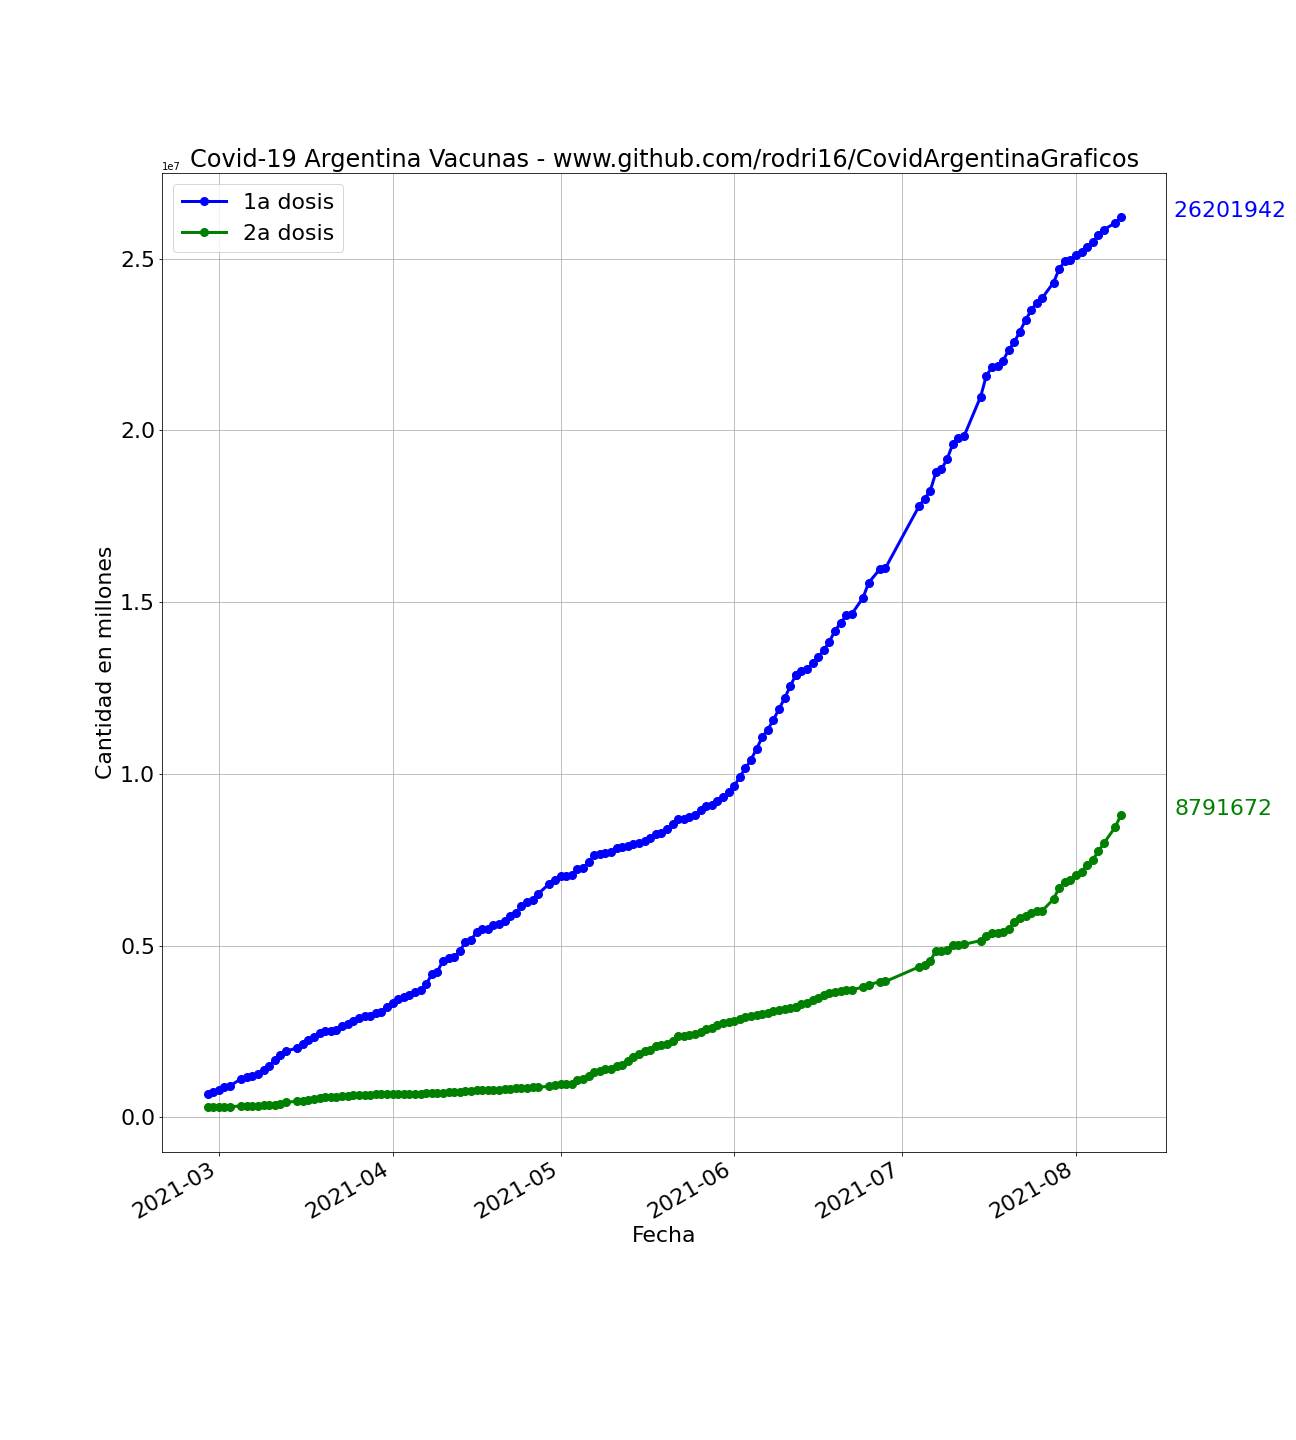 Covid-19 Argentina Vacunas - www.github.com/rodri16/CovidArgentinaGraficos
1e7
1a dosis
2a dosis
26201942
8791672
2.5
2.0
1.5
1.0
0.5
0.0
Cantidad en millones
2021-03
2021-04
2021-05
2021-06
2021-07
2021-08
Fecha